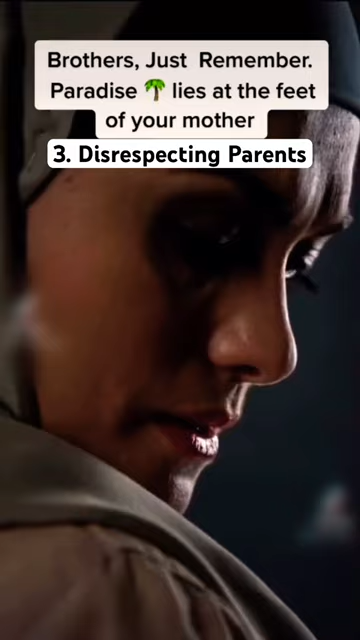 Brothers, Just Remember.
Paradise 🌴 lies at the feet
of your mother
3. Disrespecting Parents